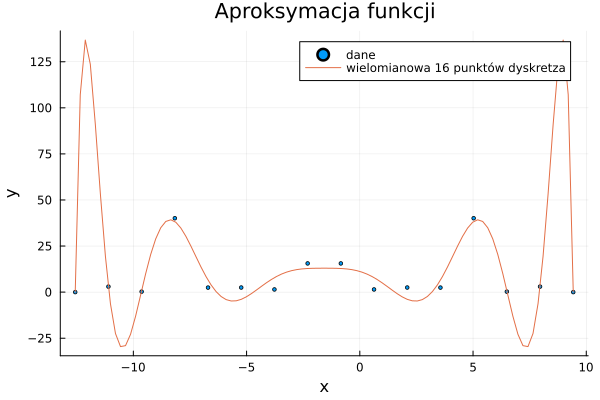 Aproksymacja funkcji
dane
wielomianowa 16 punktów dyskretza
125
100
75
50
25
0
−25
y
−10
−5
0
5
10
x